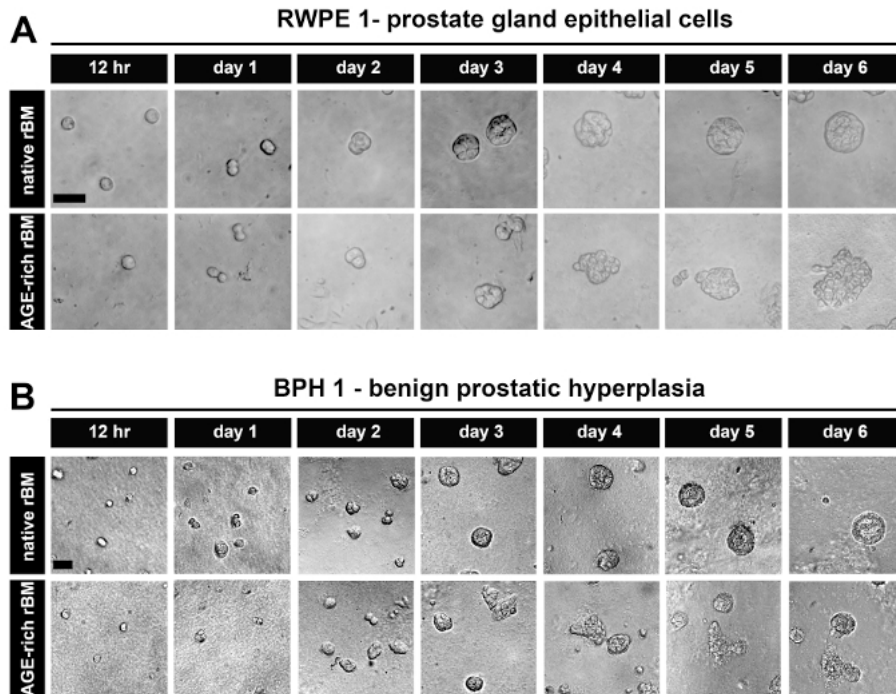 A
RWPE 1- prostate gland epithelial cells
12 hr day 1 day 2 day 3 day 4 day 5 day 6
native rBM
AGE-rich rBM
B
BPH 1 - benign prostatic hyperplasia
12 hr day 1 day 2 day 3 day 4 day 5 day 6
native rBM
AGE-rich rBM